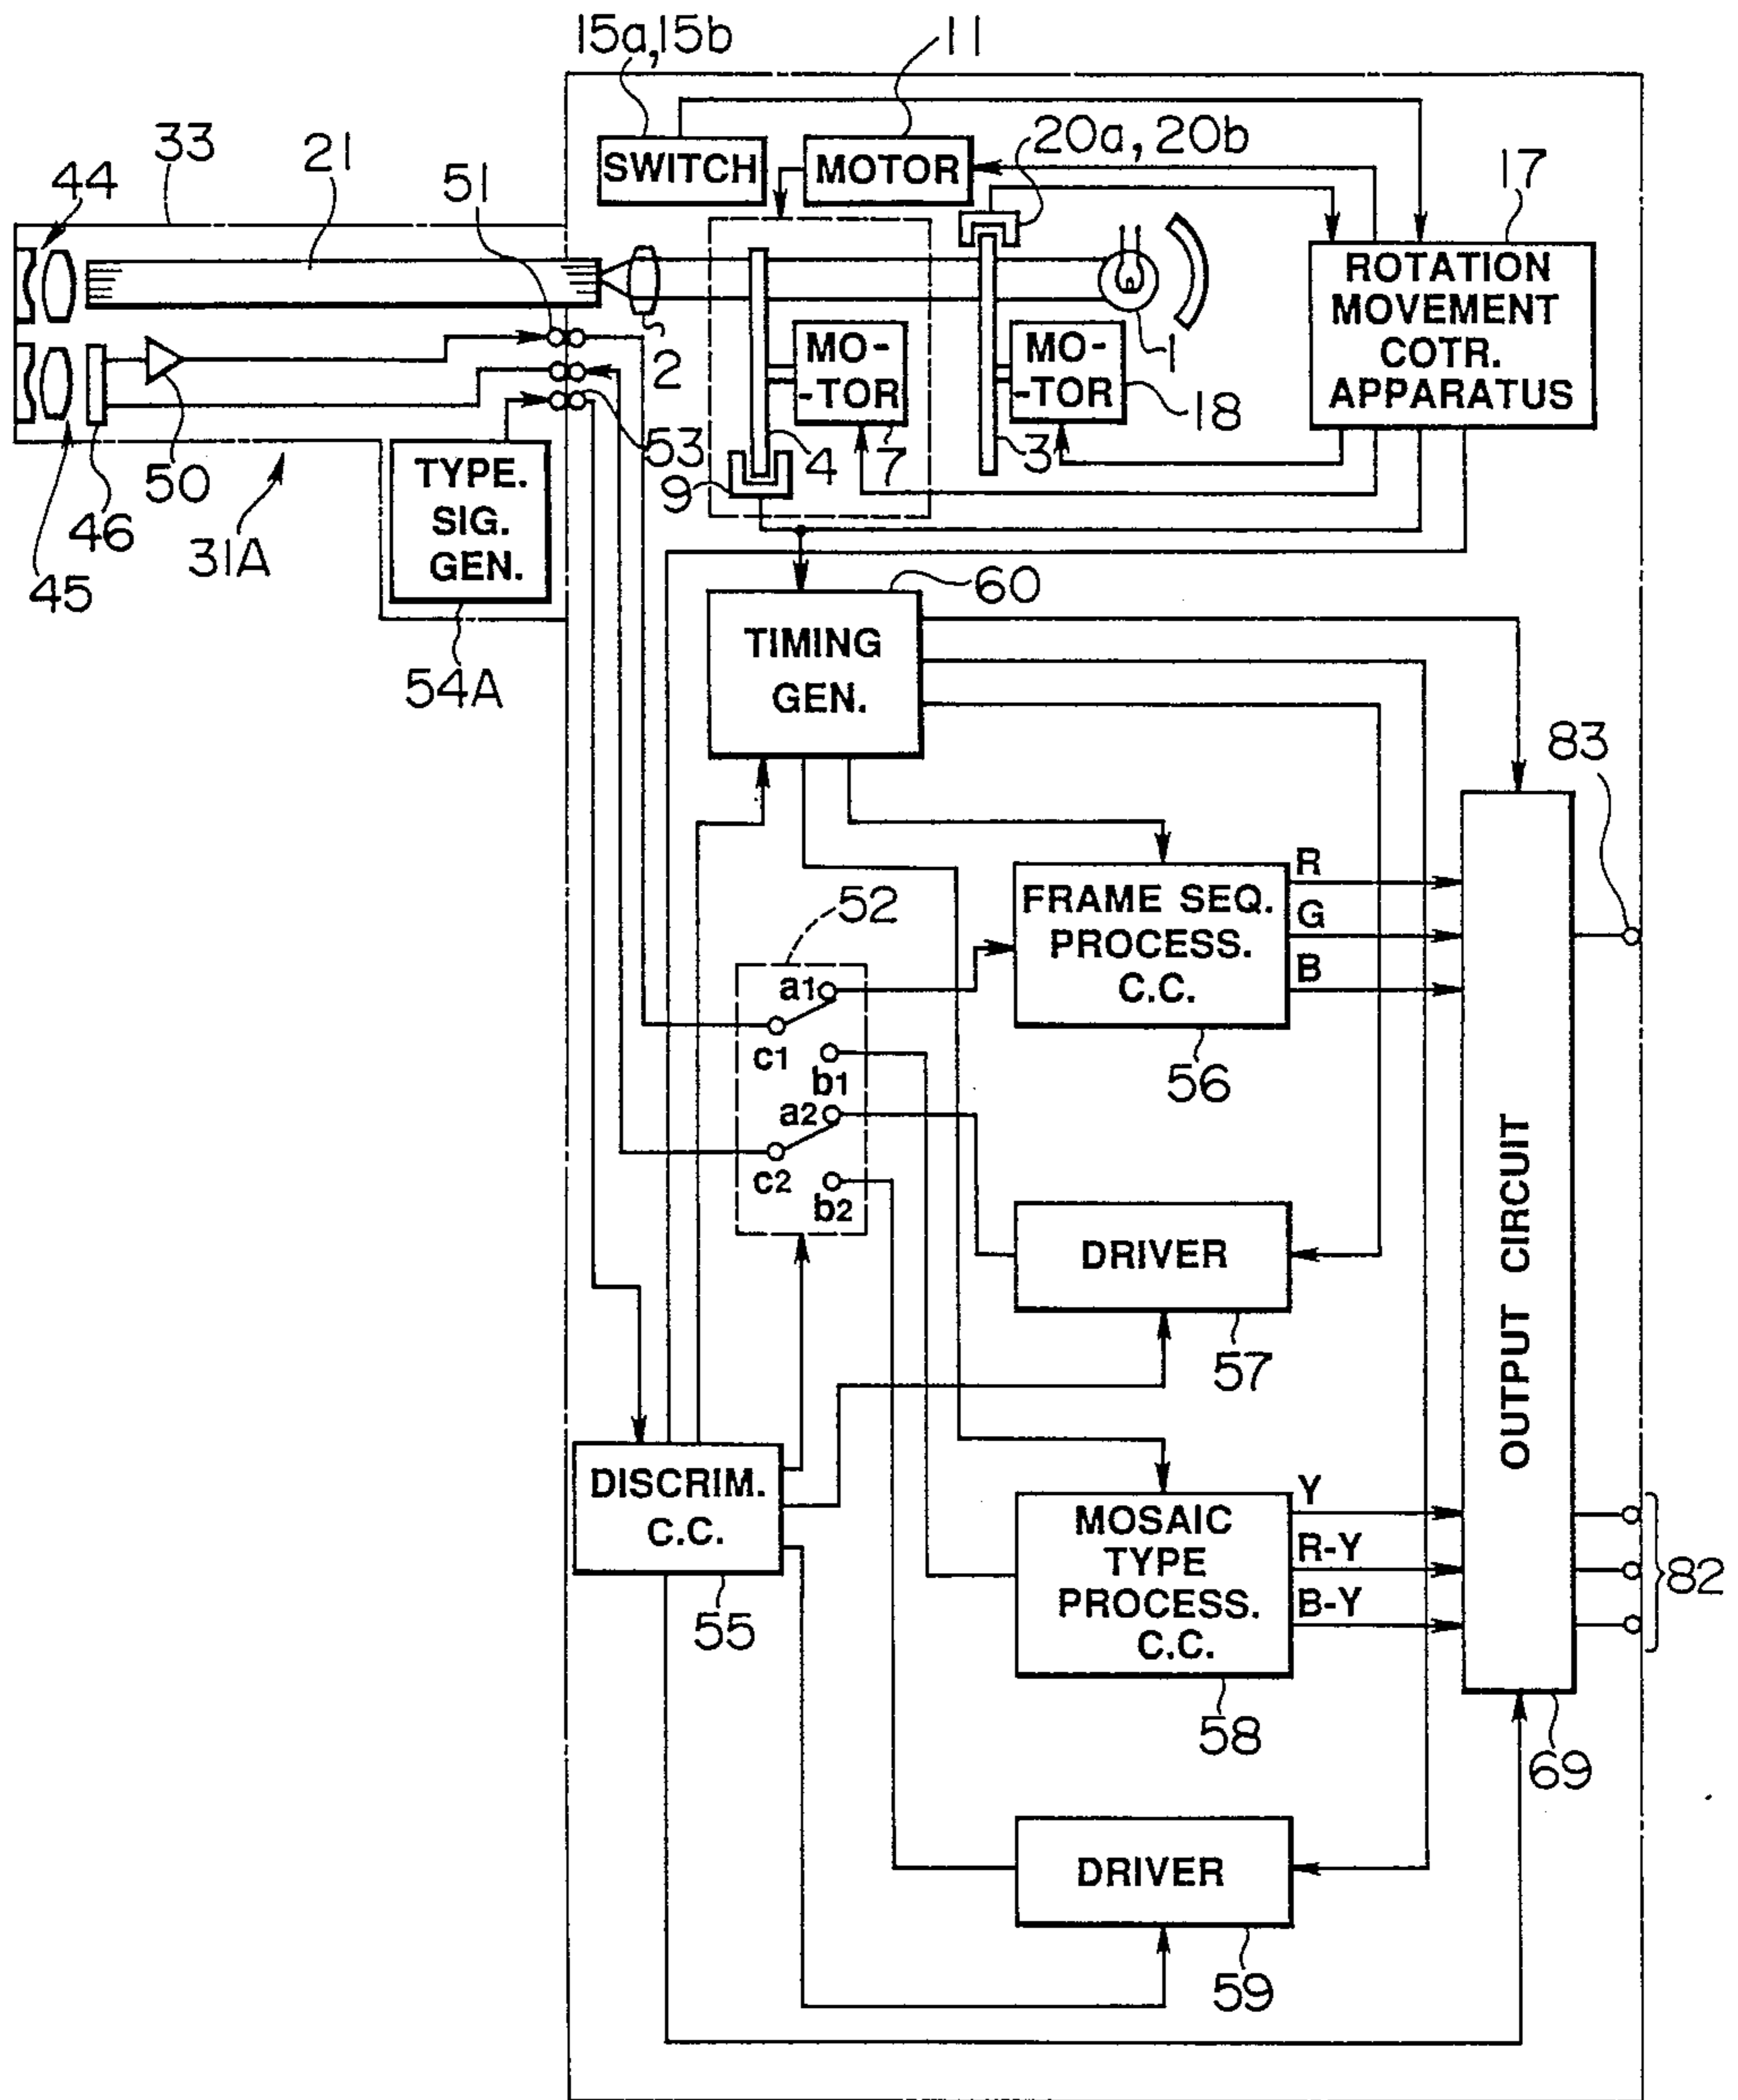 15a,15b
11
33
21
51
44
SWITCH
MOTOR
20a, 20b
17
ROTATION
MOVEMENT
COTR.
APPARATUS
2
MO-
-TOR
MO-
-TOR
1
18
53
4
7
3
9
50
46
45
31A
TYPE.
SIG.
GEN.
54A
60
TIMING
GEN.
83
52
FRAME SEQ.
PROCESS.
C.C.
R
G
B
56
a1
c1
b1
a2
c2
b2
DRIVER
57
OUTPUT CIRCUIT
DISCRIM.
C.C.
55
MOSAIC
TYPE
PROCESS.
C.C.
Y
R-Y
B-Y
82
58
69
DRIVER
59